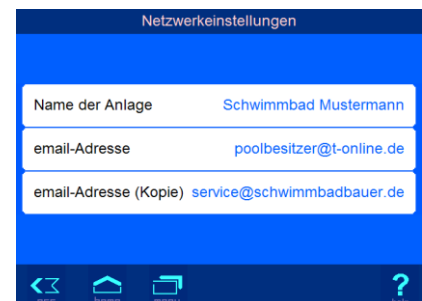 Netzwerkeinstellungen
Name der Anlage Schwimmbad Mustermann
email-Adresse poolbesitzer@t-online.de
email-Adresse (Kopie) service@schwimmbadbauer.de
?